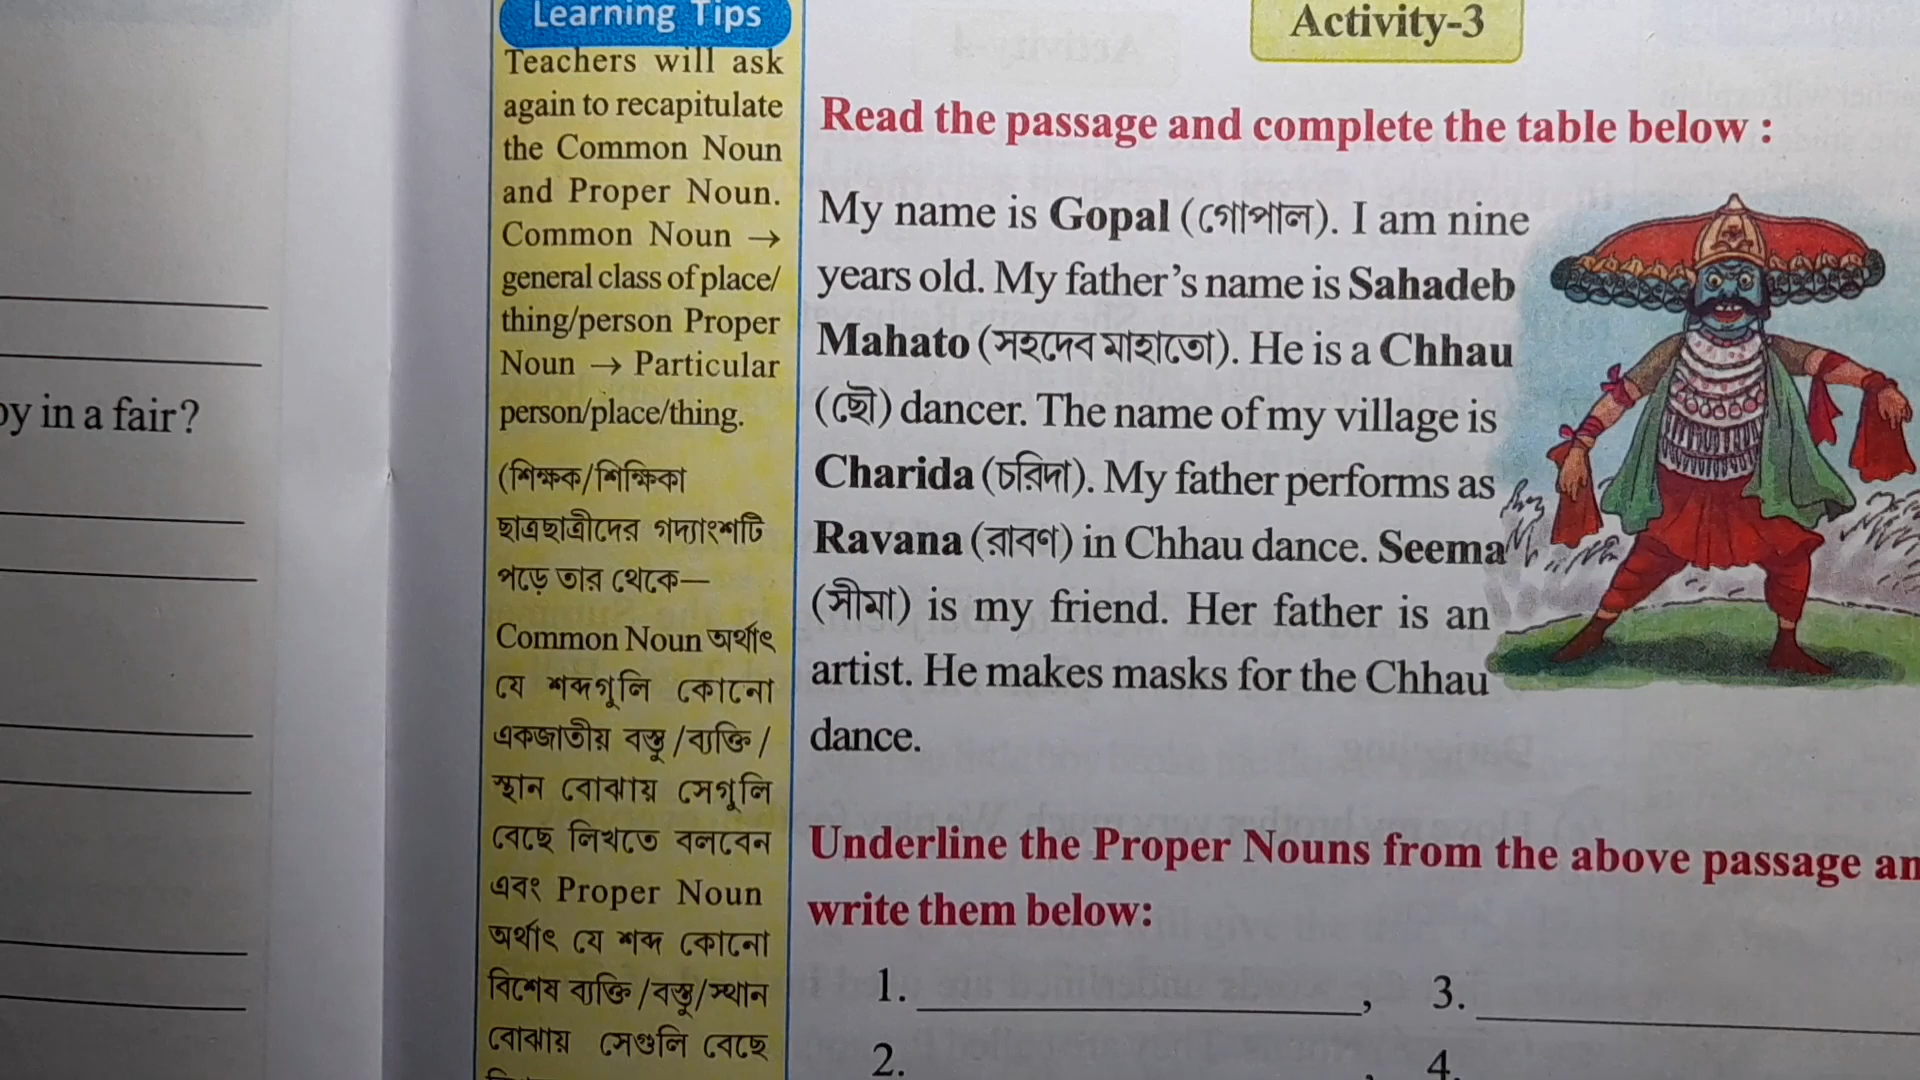 by in a fair?
Learning Tips
Teachers will ask
again to recapitulate
the Common Noun
and Proper Noun.
Common Noun →
general class of place/
thing/person Proper
Noun → Particular
person/place/thing.
(শিক্ষক/শিক্ষিকা
ছাত্রছাত্রীদের গদ্যাংশটি
পড়ে তার থেকে—
Common Noun অর্থাৎ
যে শব্দগুলি কোনো
একজাতীয় বস্তু/ব্যক্তি/
স্থান বোঝায় সেগুলি
বেছে লিখতে বলবেন
এবং Proper Noun
অর্থাৎ যে শব্দ কোনো
বিশেষ ব্যক্তি/বস্তু/স্থান
বোঝায় সেগুলি বেছে
Activity-3
Read the passage and complete the table below :
My name is Gopal (গোপাল). I am nine
years old. My father's name is Sahadeb
Mahato (সহদেব মাহাতো). He is a Chhau
(ছৌ) dancer. The name of my village is
Charida (চরিদা). My father performs as
Ravana (রাবণ) in Chhau dance. Seema
(সীমা) is my friend. Her father is an
artist. He makes masks for the Chhau
dance.
Underline the Proper Nouns from the above passage an
write them below:
1. , 3.
2. , 4.